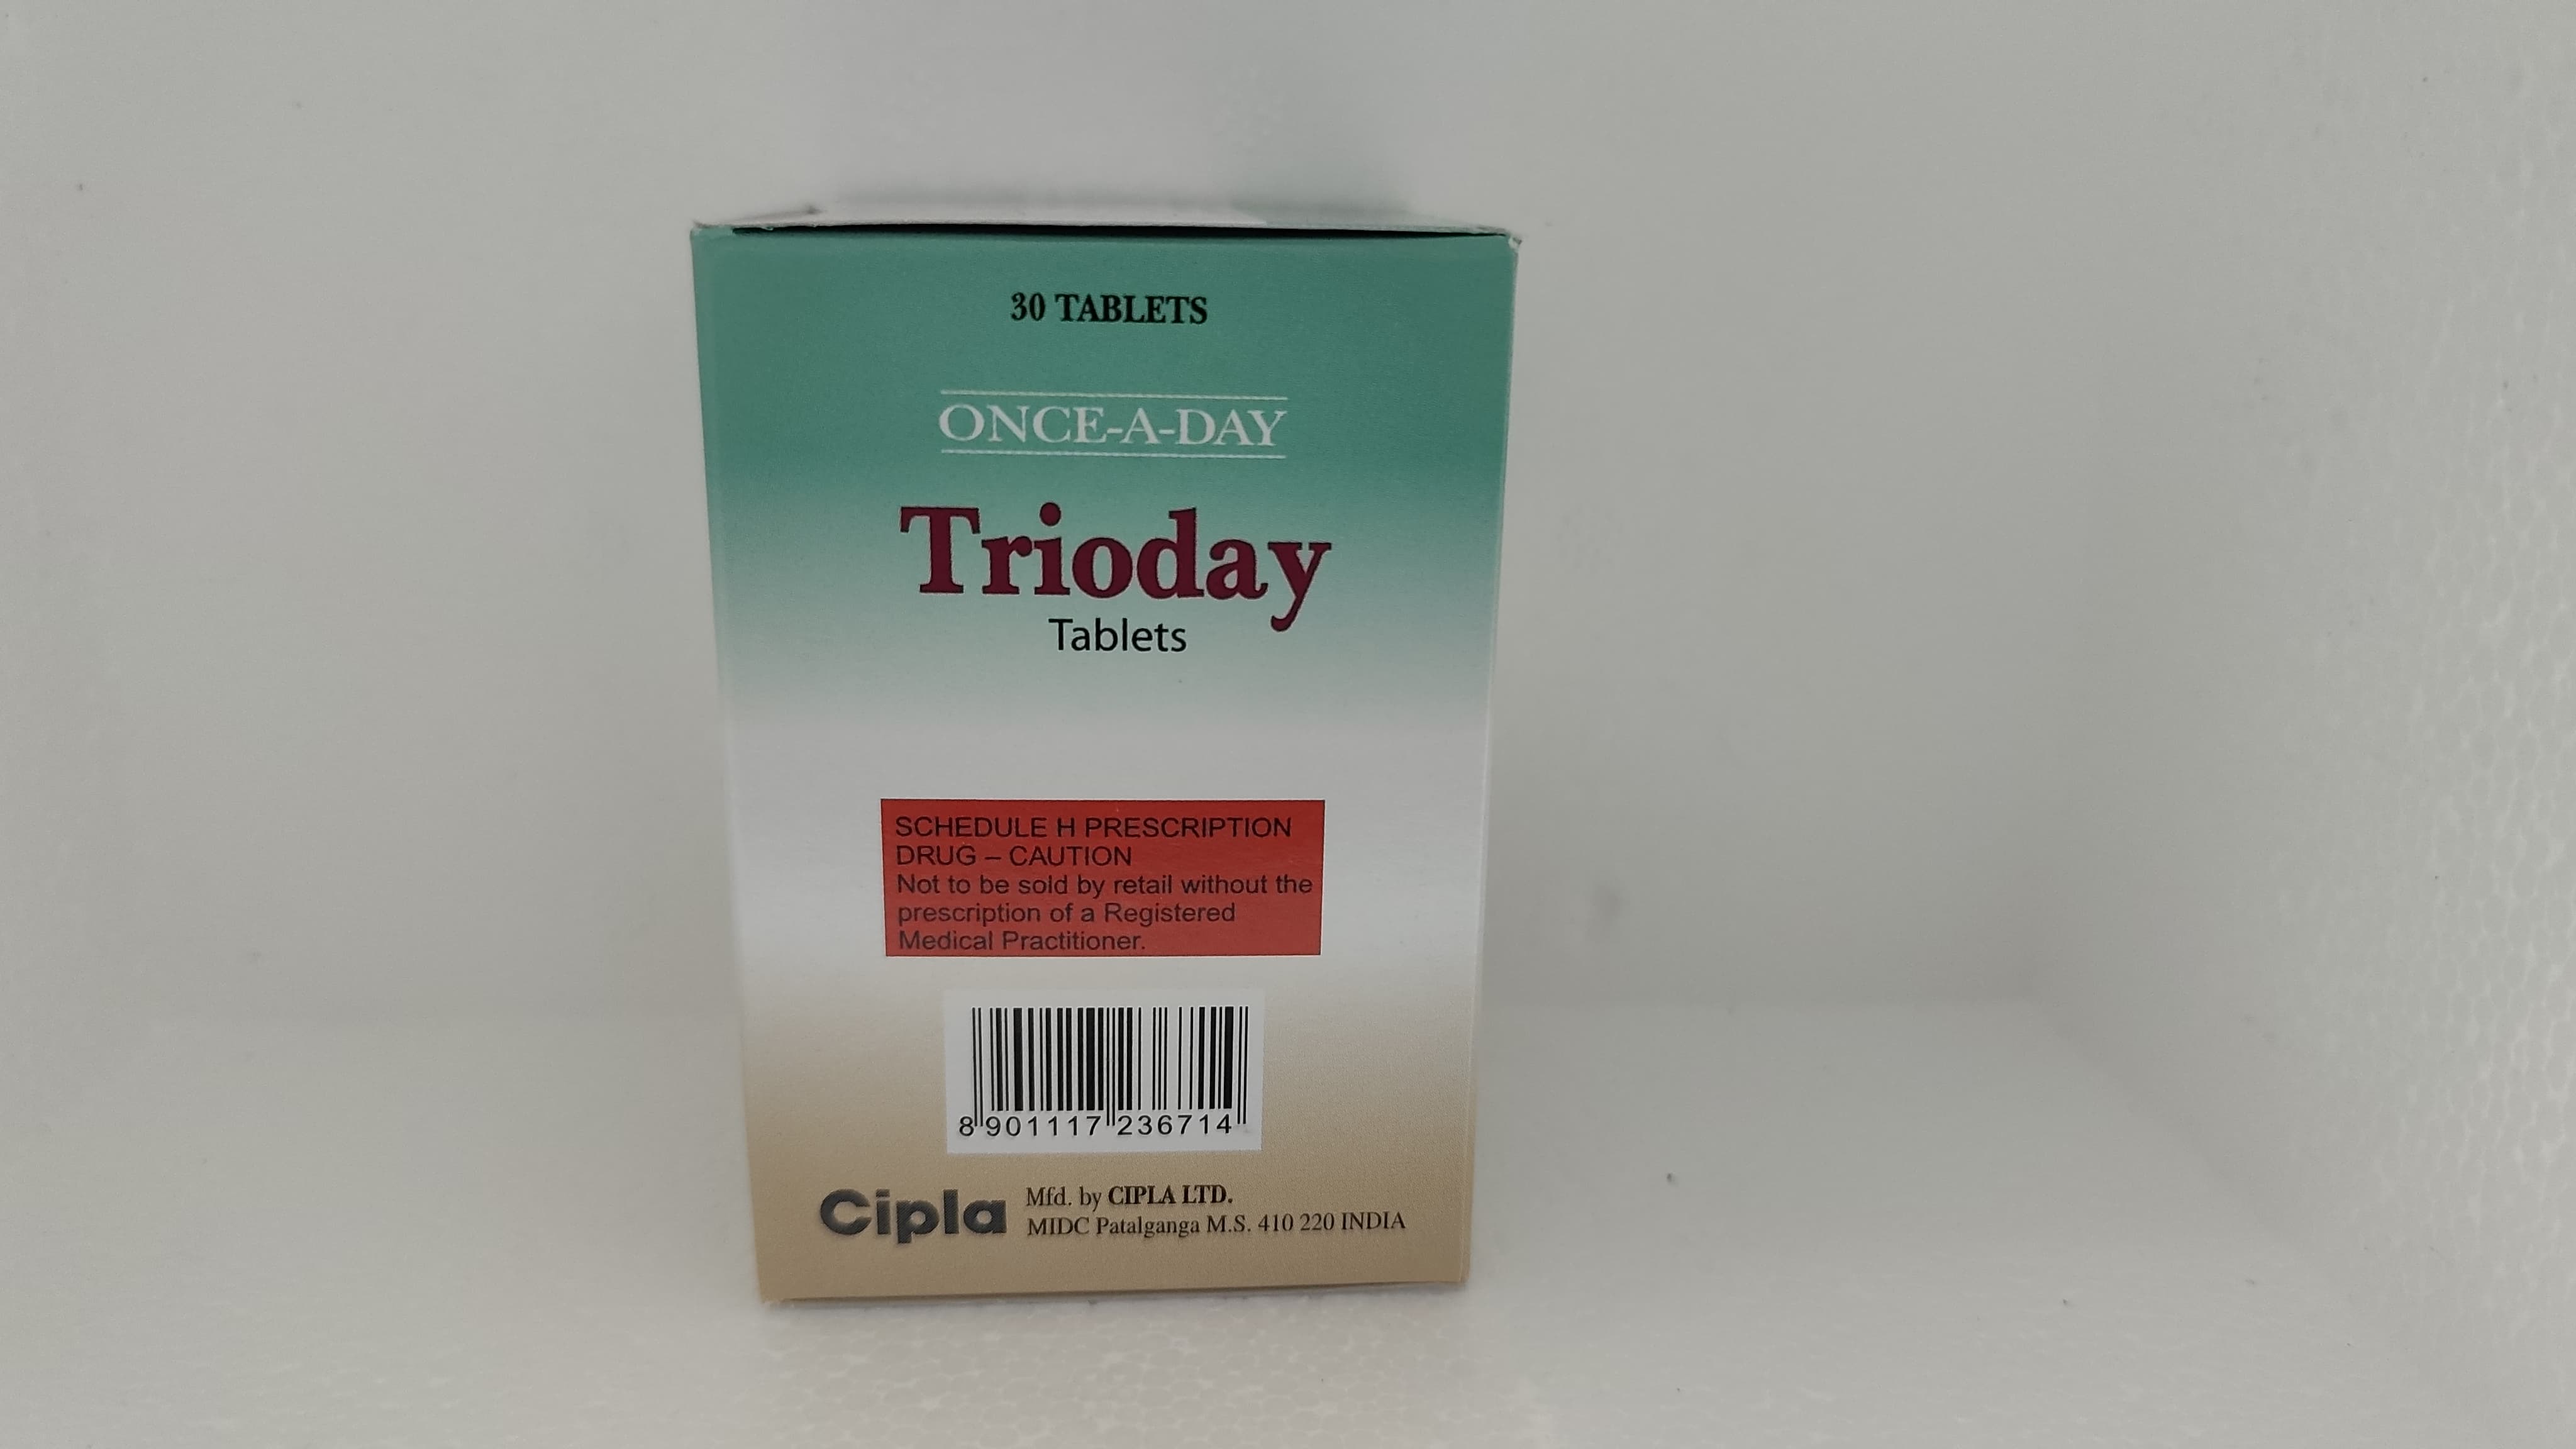 30 TABLETS
ONCE-A-DAY
Trioday
Tablets
SCHEDULE H PRESCRIPTION
DRUG – CAUTION
Not to be sold by retail without the
prescription of a Registered
Medical Practitioner.
8 901117 236714
Cipla
Mfd. by CIPLA LTD.
MIDC Patalganga M.S. 410 220 INDIA